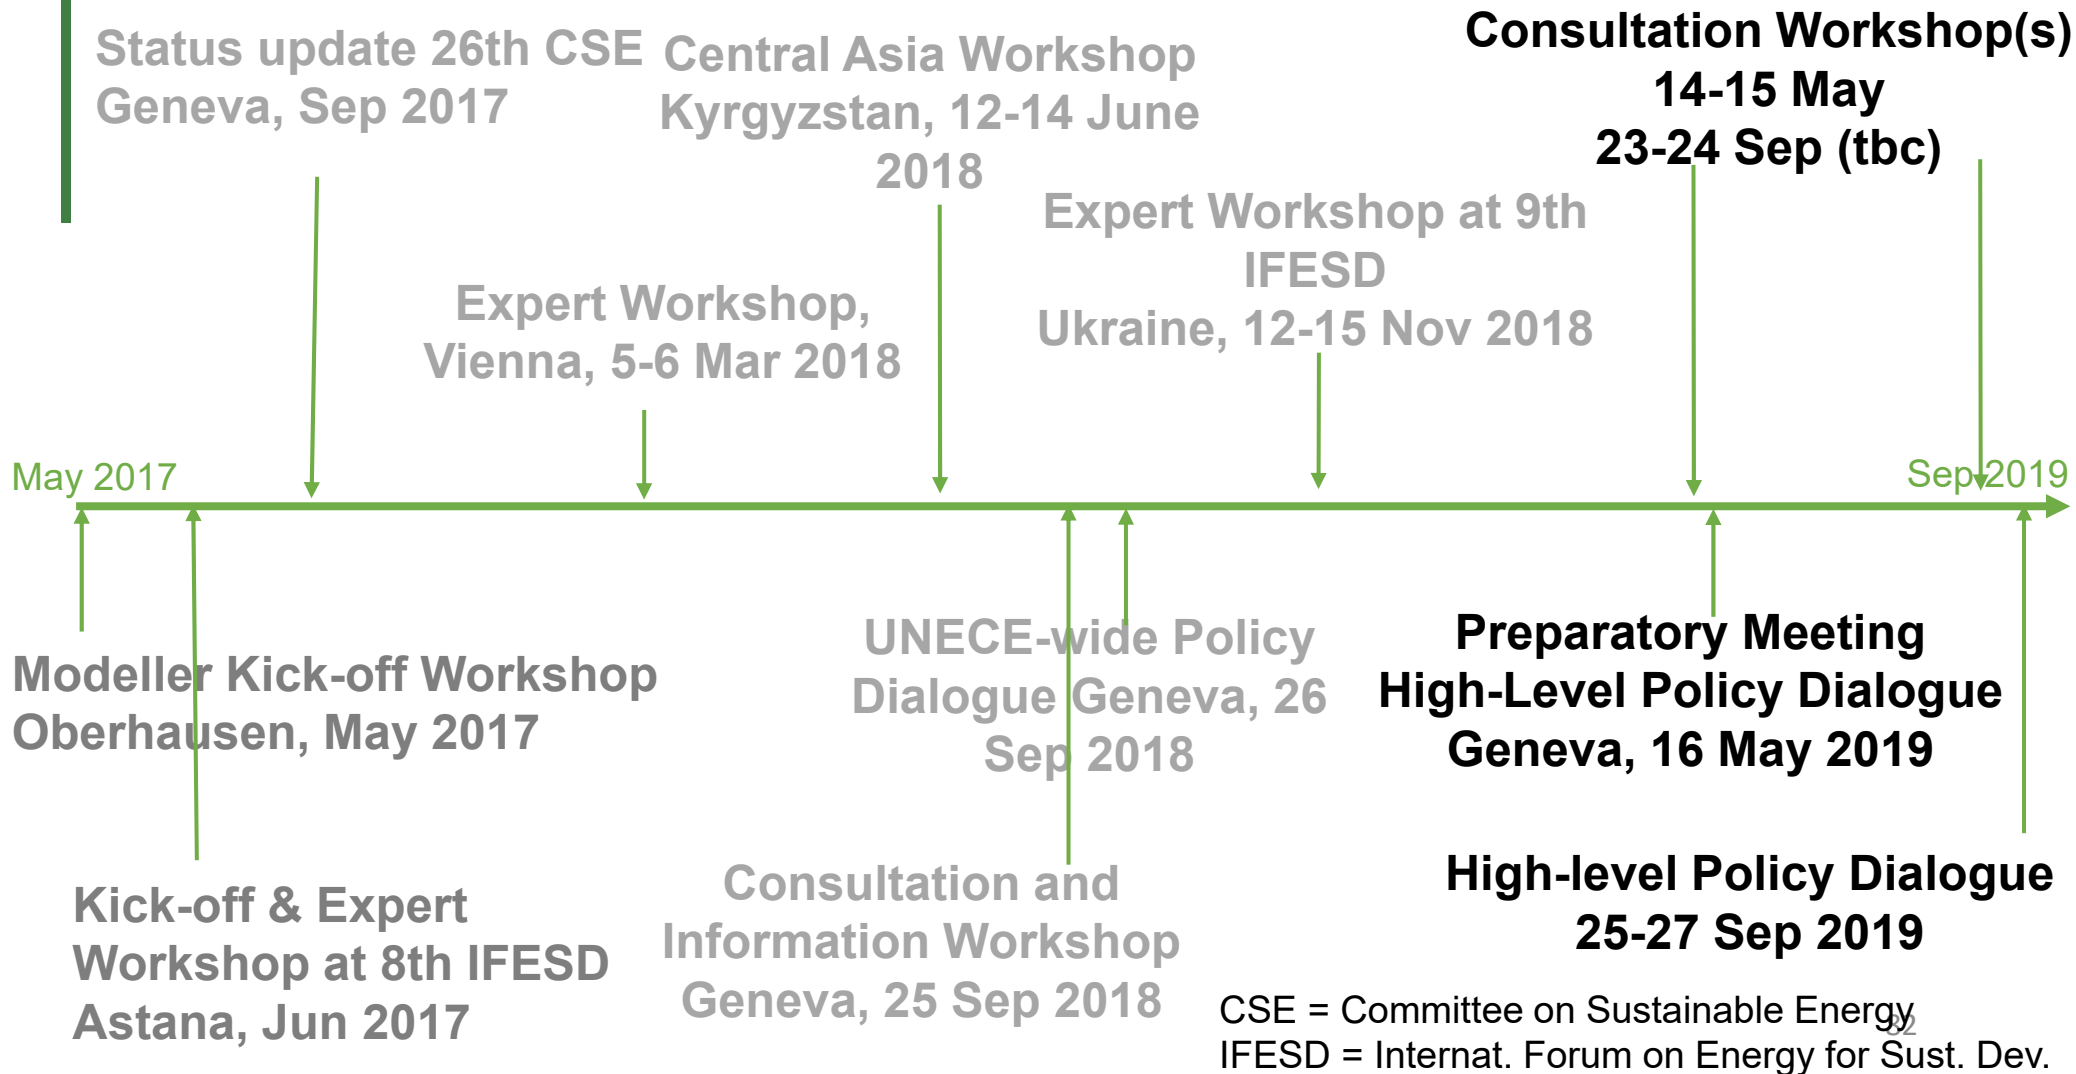 Status update 26th CSE
Geneva, Sep 2017
Central Asia Workshop
Kyrgyzstan, 12-14 June
2018
Consultation Workshop(s)
14-15 May
23-24 Sep (tbc)
Expert Workshop at 9th
IFESD
Ukraine, 12-15 Nov 2018
Expert Workshop,
Vienna, 5-6 Mar 2018
May 2017
Sep 2019
Modeller Kick-off Workshop
Oberhausen, May 2017
UNECE-wide Policy
Dialogue Geneva, 26
Sep 2018
Preparatory Meeting
High-Level Policy Dialogue
Geneva, 16 May 2019
Kick-off & Expert
Workshop at 8th IFESD
Astana, Jun 2017
Consultation and
Information Workshop
Geneva, 25 Sep 2018
High-level Policy Dialogue
25-27 Sep 2019
CSE = Committee on Sustainable Energy
32
IFESD = Internat. Forum on Energy for Sust. Dev.